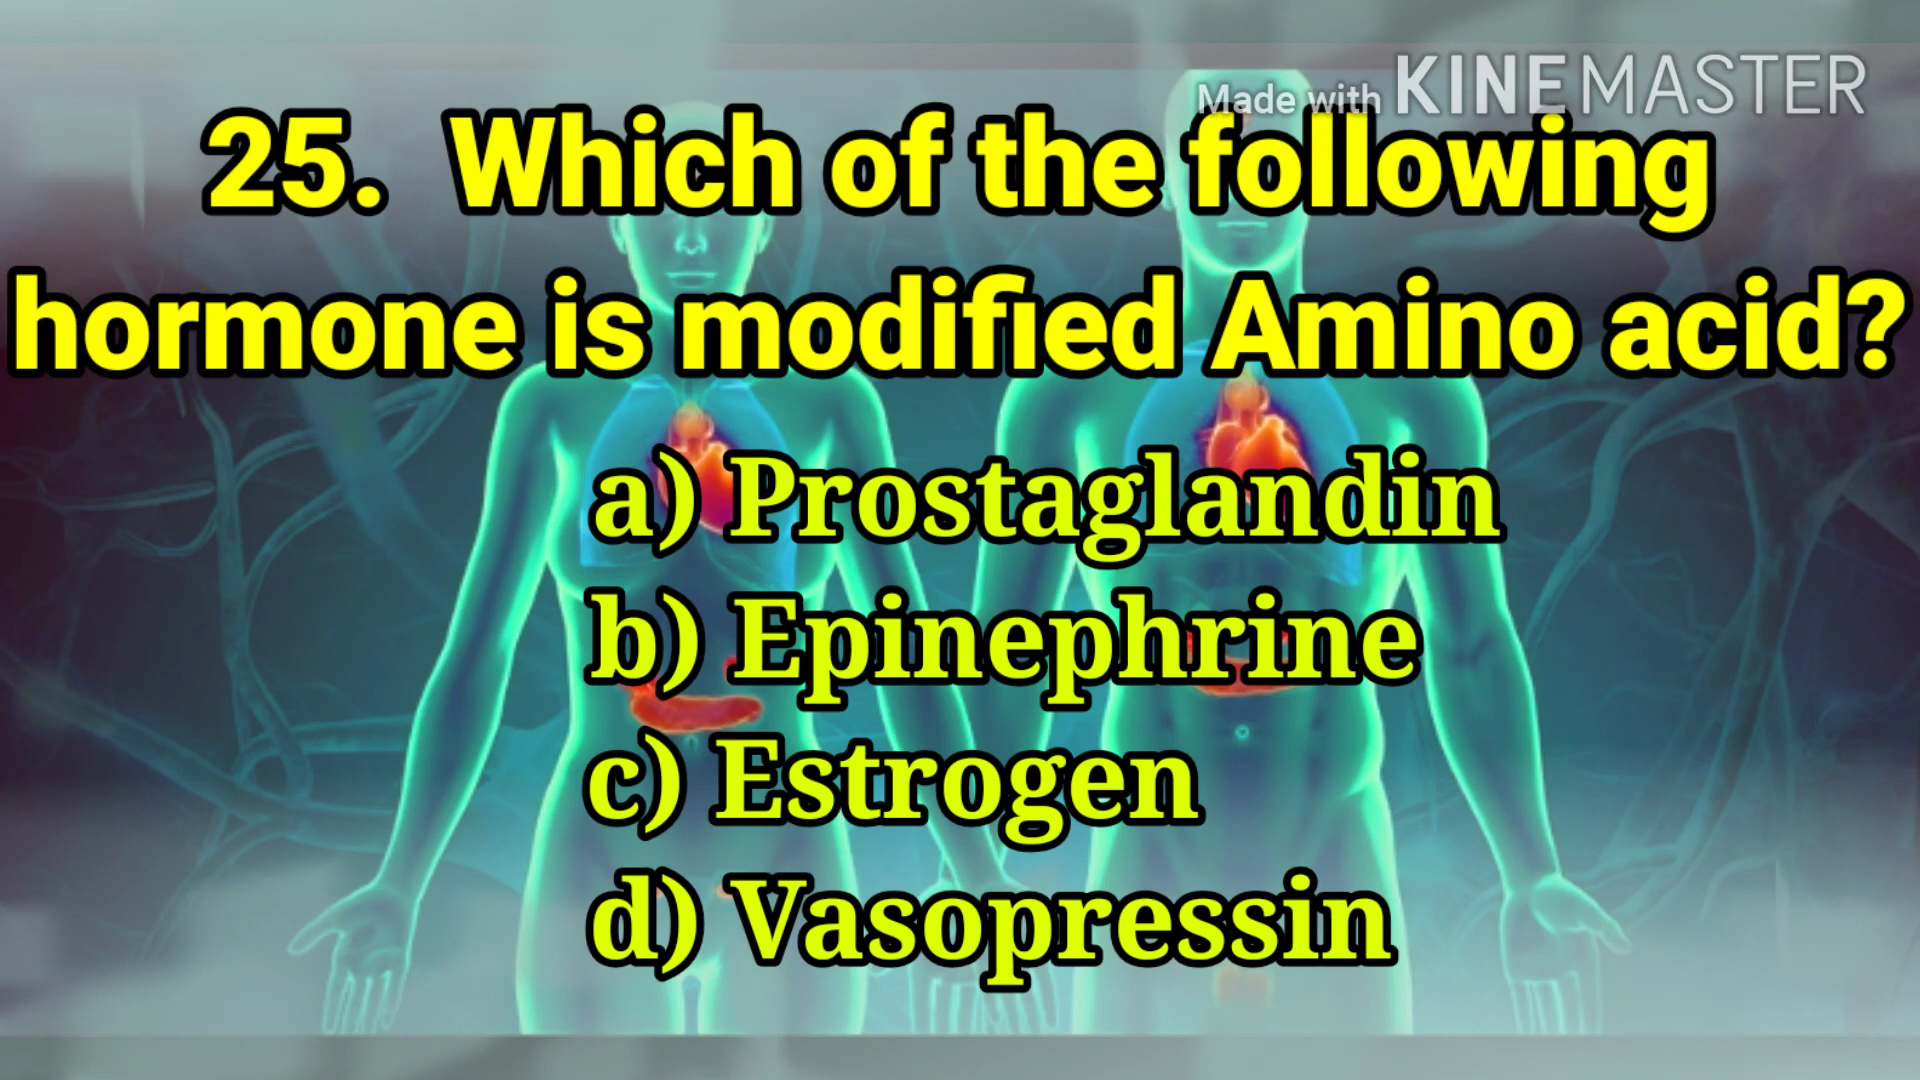 Made with KINEMASTER
25. Which of the following
hormone is modified Amino acid?
a) Prostaglandin
b) Epinephrine
c) Estrogen
d) Vasopressin